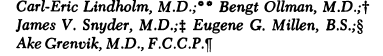 Carl-Eric Lindholm, M.D.;** Bengt Ollman, M.D.;†
James V. Snyder, M.D.;‡ Eugene G. Millen, B.S.;§
Ake Grenvik, M.D., F.C.C.P.¶